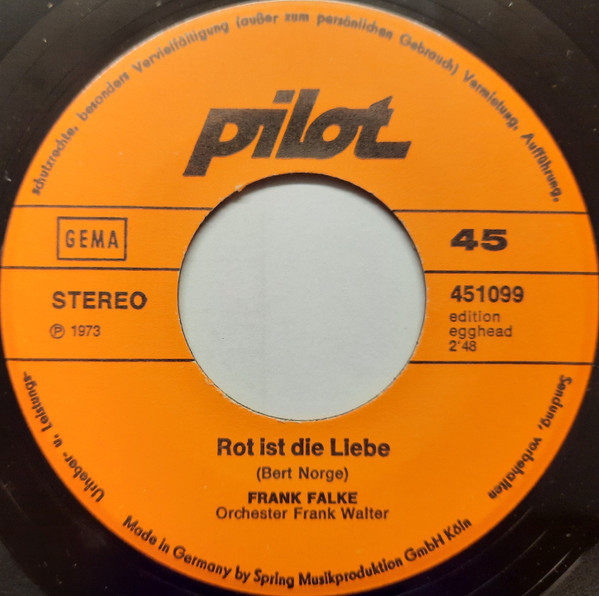 Urheber- u. Leistungs-
schutzrechte, besonders Vervielfältigung (außer zum persönlichen Gebrauch) Vermietung, Aufführung,
Sendung, vorbehalten
pilot
GEMA
45
STEREO
℗ 1973
451099
edition
egghead
2'48
Rot ist die Liebe
(Bert Norge)
FRANK FALKE
Orchester Frank Walter
Made in Germany by Spring Musikproduktion GmbH Köln